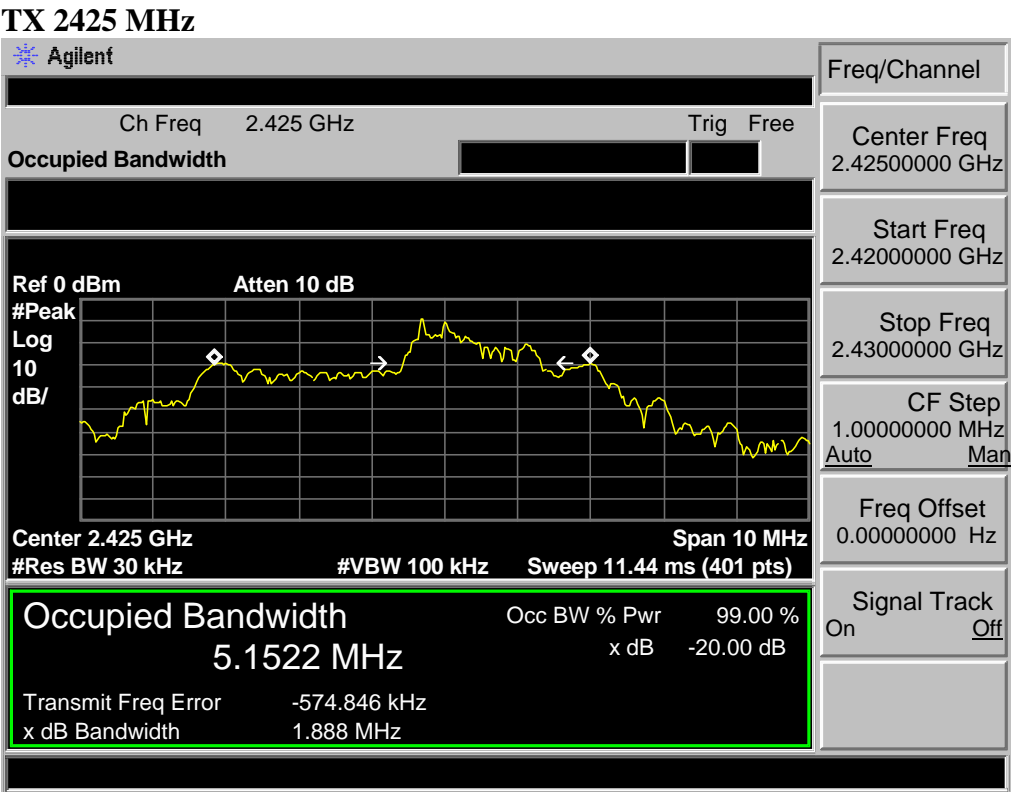 TX 2425 MHz
Agilent
Freq/Channel
Ch Freq 2.425 GHz Trig Free
Occupied Bandwidth
Center Freq
2.42500000 GHz
Start Freq
2.42000000 GHz
Stop Freq
2.43000000 GHz
CF Step
1.00000000 MHz
Auto Man
Freq Offset
0.00000000 Hz
Signal Track
On Off
Ref 0 dBm Atten 10 dB
#Peak
Log
10
dB/
Center 2.425 GHz Span 10 MHz
#Res BW 30 kHz #VBW 100 kHz Sweep 11.44 ms (401 pts)
Occupied Bandwidth Occ BW % Pwr 99.00 %
5.1522 MHz x dB -20.00 dB
Transmit Freq Error -574.846 kHz
x dB Bandwidth 1.888 MHz